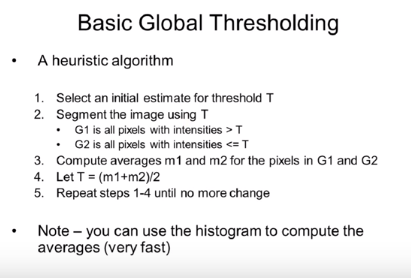 Basic Global Thresholding
• A heuristic algorithm
1. Select an initial estimate for threshold T
2. Segment the image using T
• G1 is all pixels with intensities > T
• G2 is all pixels with intensities <= T
3. Compute averages m1 and m2 for the pixels in G1 and G2
4. Let T = (m1+m2)/2
5. Repeat steps 1-4 until no more change
• Note – you can use the histogram to compute the
averages (very fast)